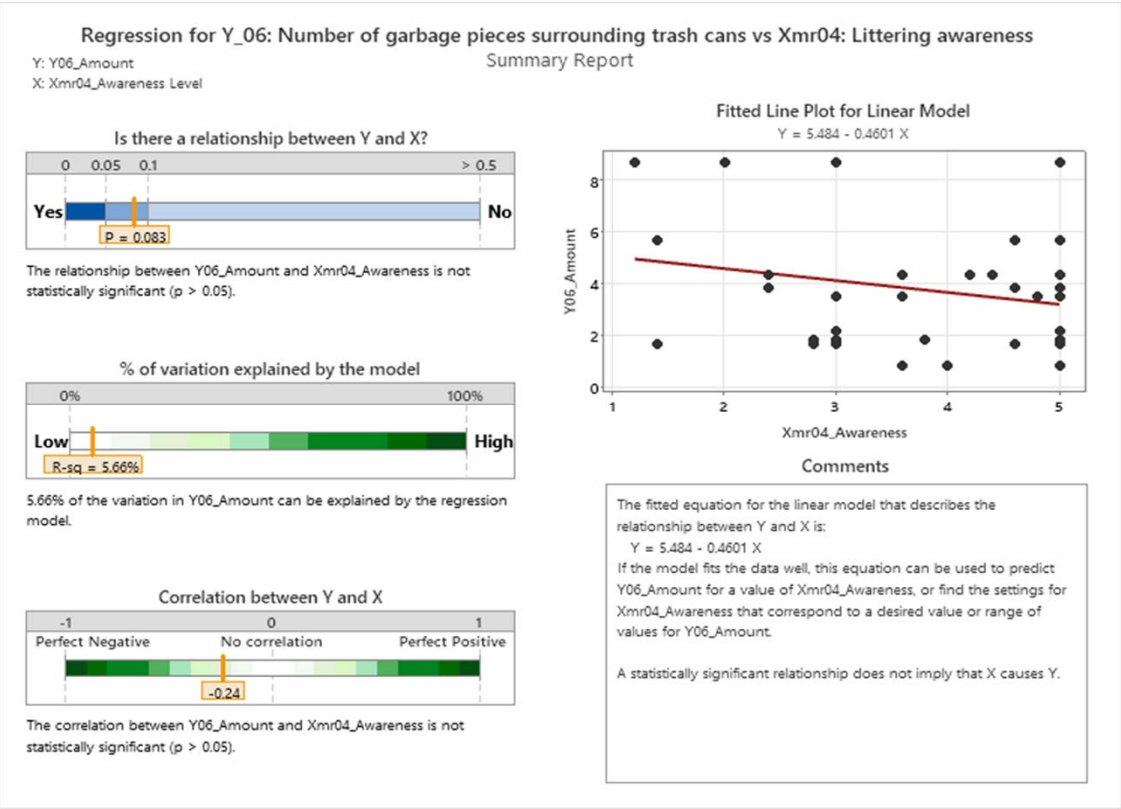 Regression for Y_06: Number of garbage pieces surrounding trash cans vs Xmr04: Littering awareness
Summary Report
Y: Y06_Amount
X: Xmr04_Awareness Level
Is there a relationship between Y and X?
0 0.05 0.1 > 0.5
Yes No
P = 0.083
The relationship between Y06_Amount and Xmr04_Awareness is not
statistically significant (p > 0.05).
% of variation explained by the model
0% 100%
Low High
R-sq = 5.66%
5.66% of the variation in Y06_Amount can be explained by the regression
model.
Correlation between Y and X
-1 0 1
Perfect Negative No correlation Perfect Positive
-0.24
The correlation between Y06_Amount and Xmr04_Awareness is not
statistically significant (p > 0.05).
Fitted Line Plot for Linear Model
Y = 5.484 - 0.4601 X
8
6
4
2
0
Y06_Amount
1 2 3 4 5
Xmr04_Awareness
Comments
The fitted equation for the linear model that describes the
relationship between Y and X is:
Y = 5.484 - 0.4601 X
If the model fits the data well, this equation can be used to predict
Y06_Amount for a value of Xmr04_Awareness, or find the settings for
Xmr04_Awareness that correspond to a desired value or range of
values for Y06_Amount.
A statistically significant relationship does not imply that X causes Y.